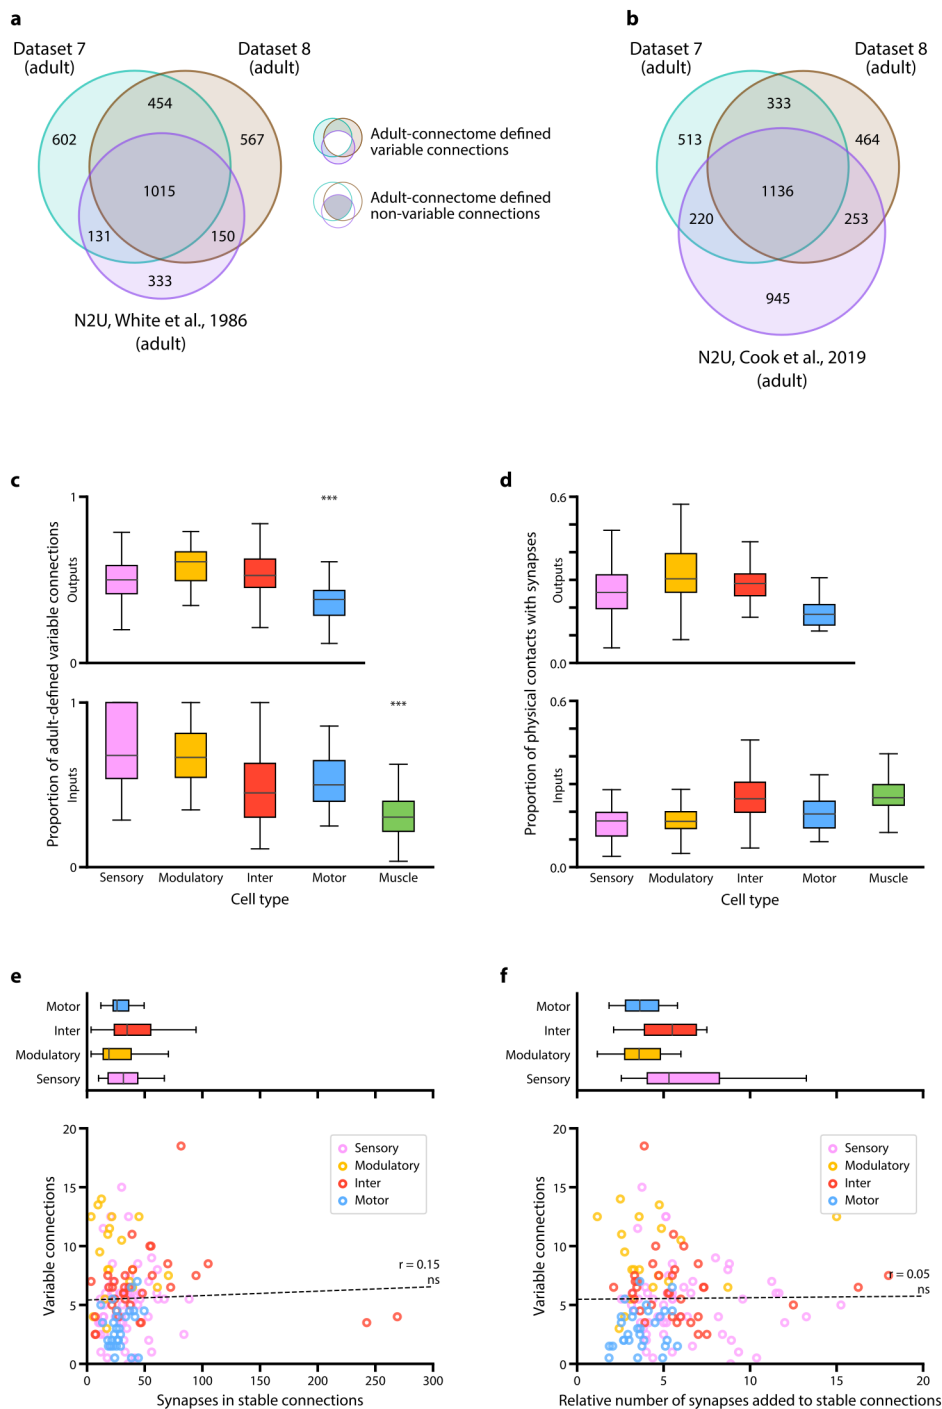 a
Dataset 7
(adult)
Dataset 8
(adult)
454
602
567
1015
131
150
333
N2U, White et al., 1986
(adult)
Adult-connectome defined
variable connections
Adult-connectome defined
non-variable connections
b
Dataset 7
(adult)
Dataset 8
(adult)
333
513
464
1136
220
253
945
N2U, Cook et al., 2019
(adult)
c
Proportion of adult-defined variable connections
Outputs
1
0
***
Inputs
1
0
***
Sensory
Modulatory
Inter
Motor
Muscle
Cell type
d
Proportion of physical contacts with synapses
Outputs
0.6
0.0
Inputs
0.6
0.0
Sensory
Modulatory
Inter
Motor
Muscle
Cell type
e
Motor
Inter
Modulatory
Sensory
Variable connections
20
15
10
5
0
Sensory
Modulatory
Inter
Motor
r = 0.15
ns
0
50
100
150
200
250
300
Synapses in stable connections
f
Motor
Inter
Modulatory
Sensory
Variable connections
20
15
10
5
0
Sensory
Modulatory
Inter
Motor
r = 0.05
ns
0
5
10
15
20
Relative number of synapses added to stable connections